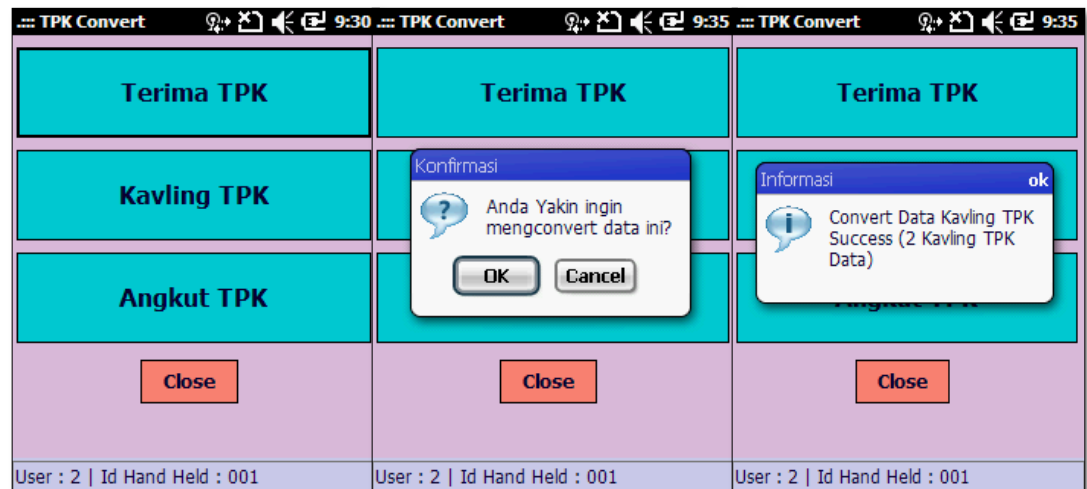 .::: TPK Convert 9:30
Terima TPK
Kavling TPK
Angkut TPK
Close
User : 2 | Id Hand Held : 001
.::: TPK Convert 9:35
Terima TPK
Konfirmasi
Anda Yakin ingin
mengconvert data ini?
OK Cancel
Close
User : 2 | Id Hand Held : 001
.::: TPK Convert 9:35
Terima TPK
Informasi ok
Convert Data Kavling TPK
Success (2 Kavling TPK
Data)
Angkut TPK
Close
User : 2 | Id Hand Held : 001